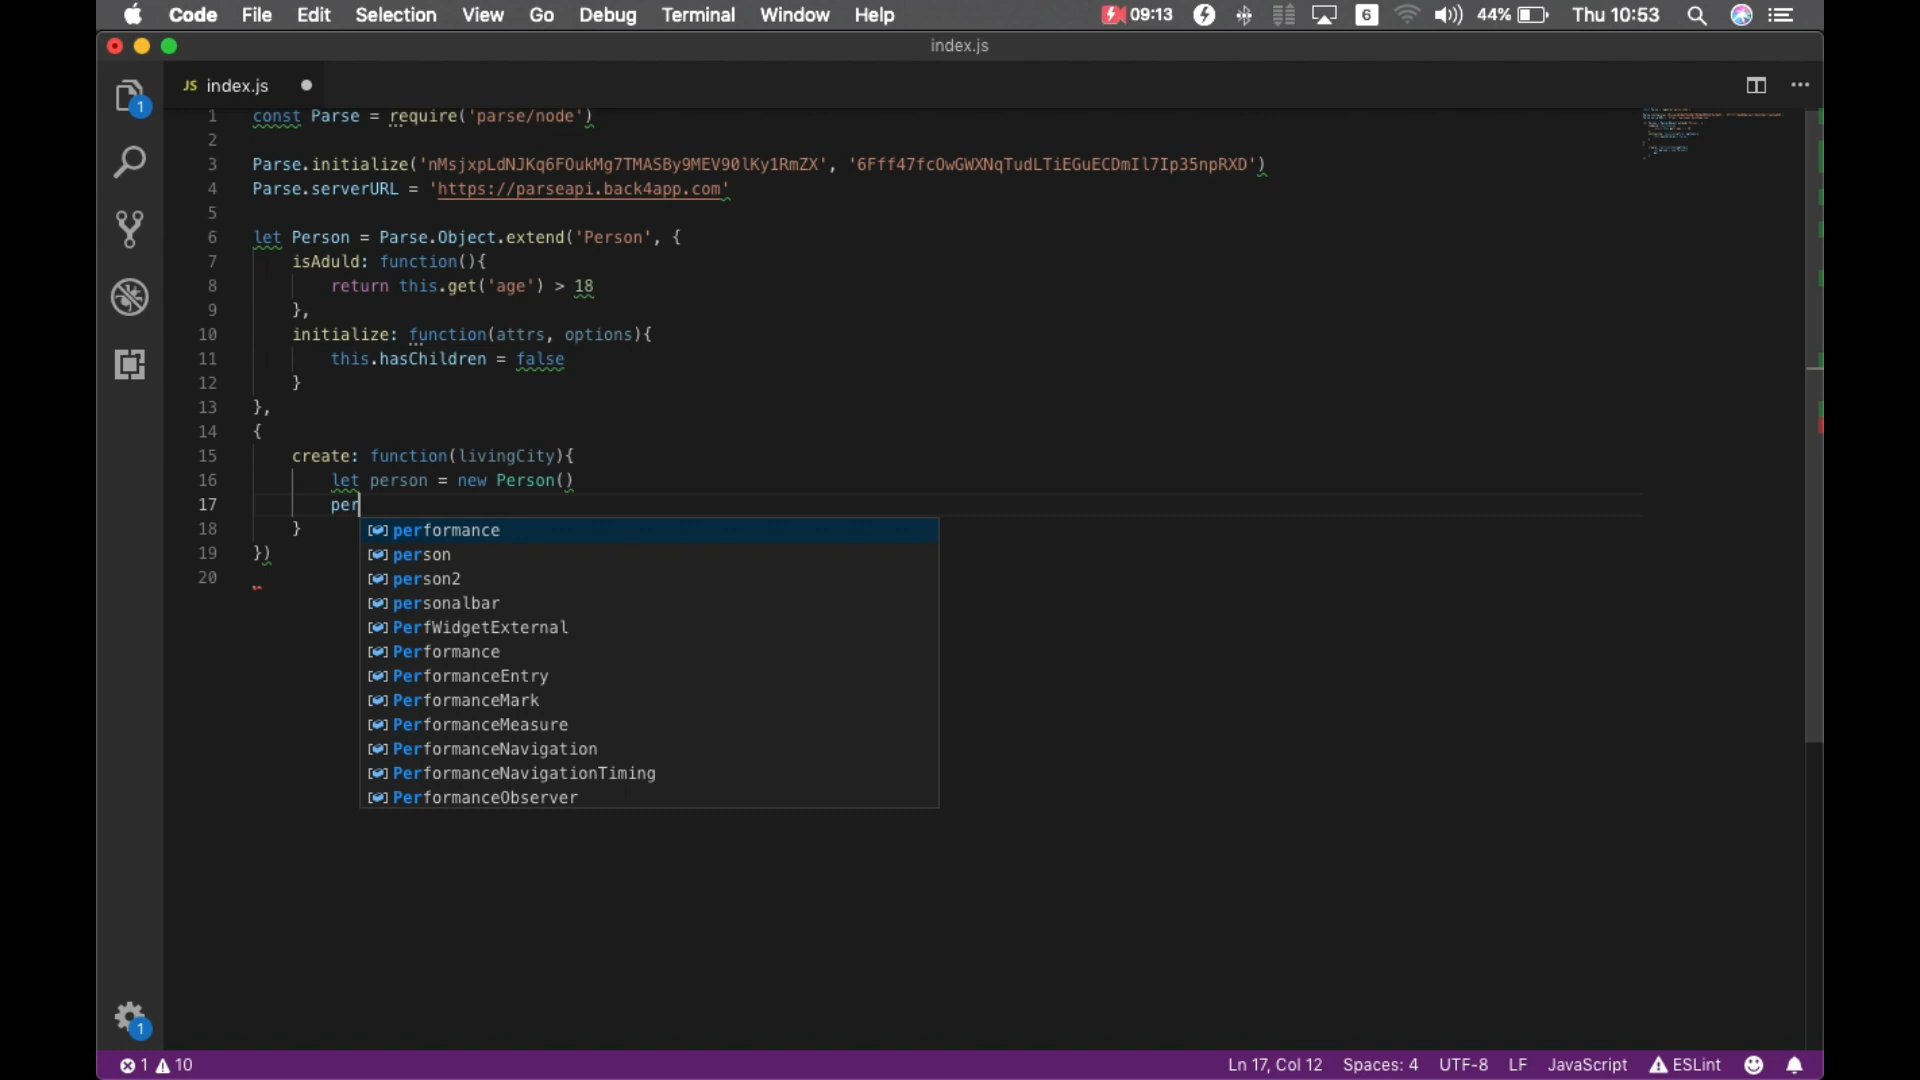 Code File Edit Selection View Go Debug Terminal Window Help 09:13 6 44% Thu 10:53
index.js
JS index.js
1 const Parse = require('parse/node')
2
3 Parse.initialize('nMsjxpLdNJKq6FOukMg7TMASBy9MEV90lKy1RmZX', '6Fff47fcOwGWXNqTudLTiEGuECDmIl7Ip35npRXD')
4 Parse.serverURL = 'https://parseapi.back4app.com'
5
6 let Person = Parse.Object.extend('Person', {
7 isAduld: function(){
8 return this.get('age') > 18
9 },
10 initialize: function(attrs, options){
11 this.hasChildren = false
12 }
13 },
14 {
15 create: function(livingCity){
16 let person = new Person()
17 per
18 }
19 })
20
performance
person
person2
personalbar
PerfWidgetExternal
Performance
PerformanceEntry
PerformanceMark
PerformanceMeasure
PerformanceNavigation
PerformanceNavigationTiming
PerformanceObserver
1
1
1 10 Ln 17, Col 12 Spaces: 4 UTF-8 LF JavaScript ESLint